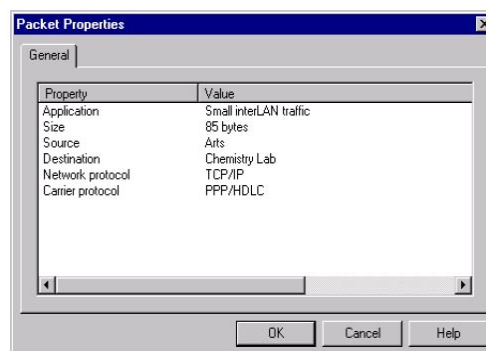 Packet Properties
General
Property Value
Application Small interLAN traffic
Size 85 bytes
Source Arts
Destination Chemistry Lab
Network protocol TCP/IP
Carrier protocol PPP/HDLC
OK Cancel Help